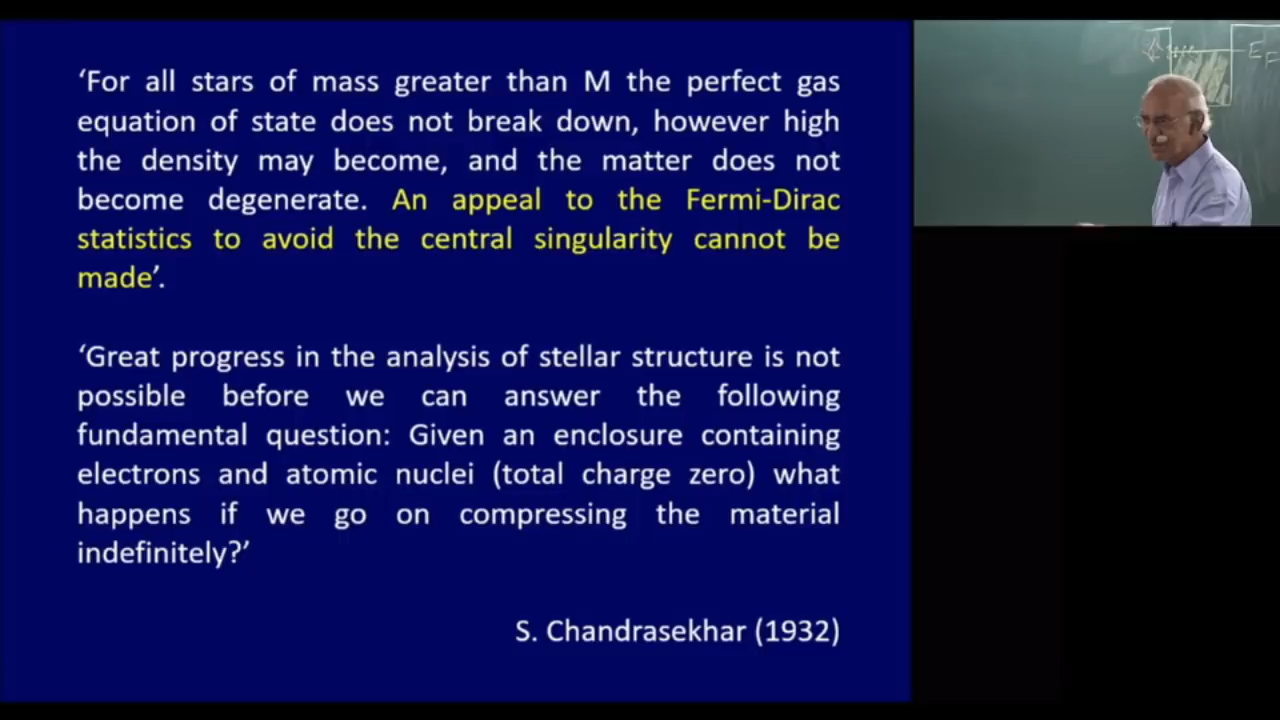 ‘For all stars of mass greater than M the perfect gas
equation of state does not break down, however high
the density may become, and the matter does not
become degenerate. An appeal to the Fermi-Dirac
statistics to avoid the central singularity cannot be
made’.
‘Great progress in the analysis of stellar structure is not
possible before we can answer the following
fundamental question: Given an enclosure containing
electrons and atomic nuclei (total charge zero) what
happens if we go on compressing the material
indefinitely?’
S. Chandrasekhar (1932)
E_F